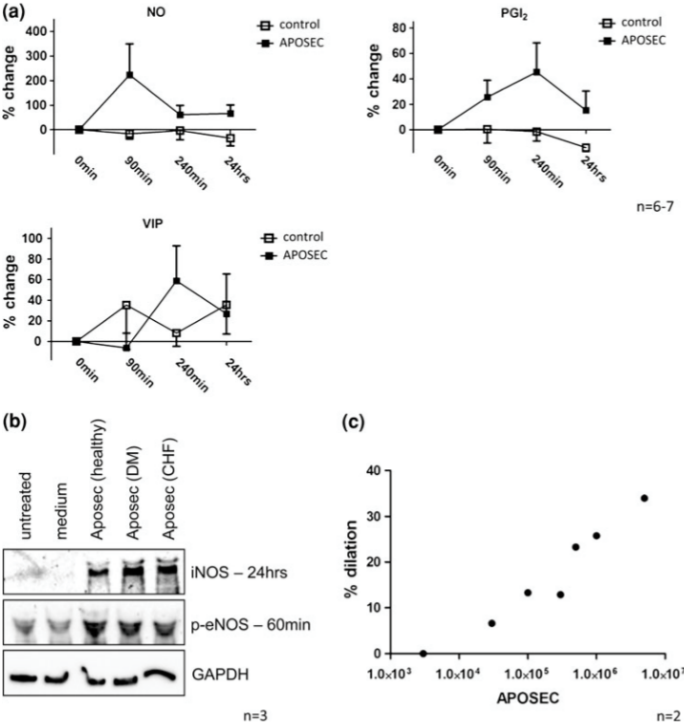 (a)
NO
% change
400
300
200
100
0
0min
90min
240min
24hrs
control
APOSEC
PGI2
% change
80
60
40
20
0
0min
90min
240min
24hrs
control
APOSEC
n=6-7
VIP
% change
100
80
60
40
20
0
0min
90min
240min
24hrs
control
APOSEC
(b)
untreated
medium
Aposec (healthy)
Aposec (DM)
Aposec (CHF)
iNOS – 24hrs
p-eNOS – 60min
GAPDH
n=3
(c)
% dilation
40
30
20
10
0
1.0×10³
1.0×10⁴
1.0×10⁵
1.0×10⁶
1.0×10⁷
APOSEC
n=2